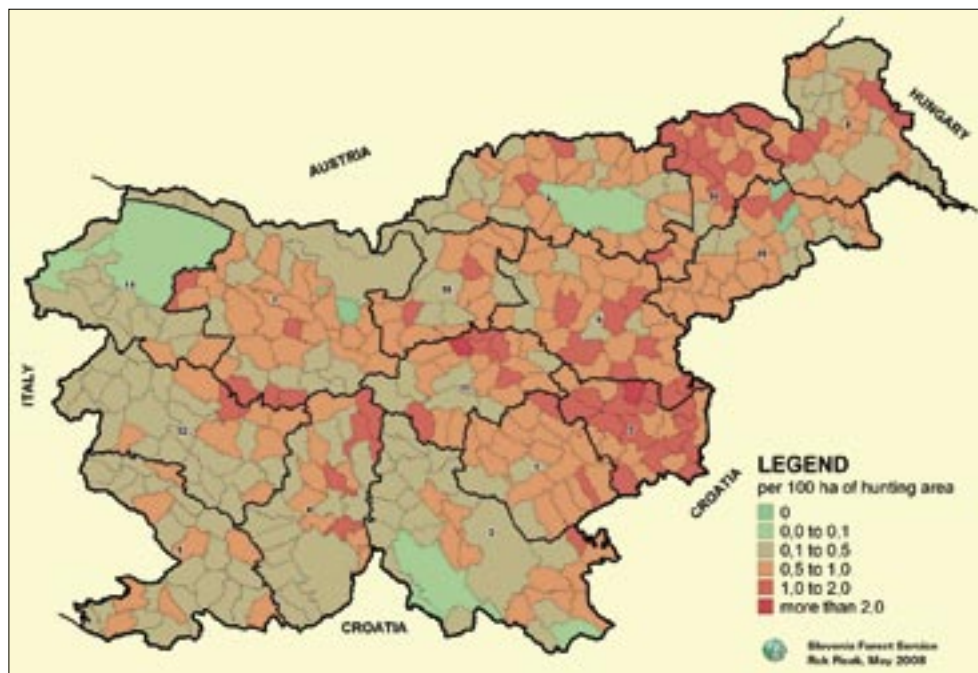 AUSTRIA
HUNGARY
ITALY
CROATIA
CROATIA
LEGEND
per 100 ha of hunting area
0
0,0 to 0,1
0,1 to 0,5
0,5 to 1,0
1,0 to 2,0
more than 2,0
Slovenia Forest Service
May 2008